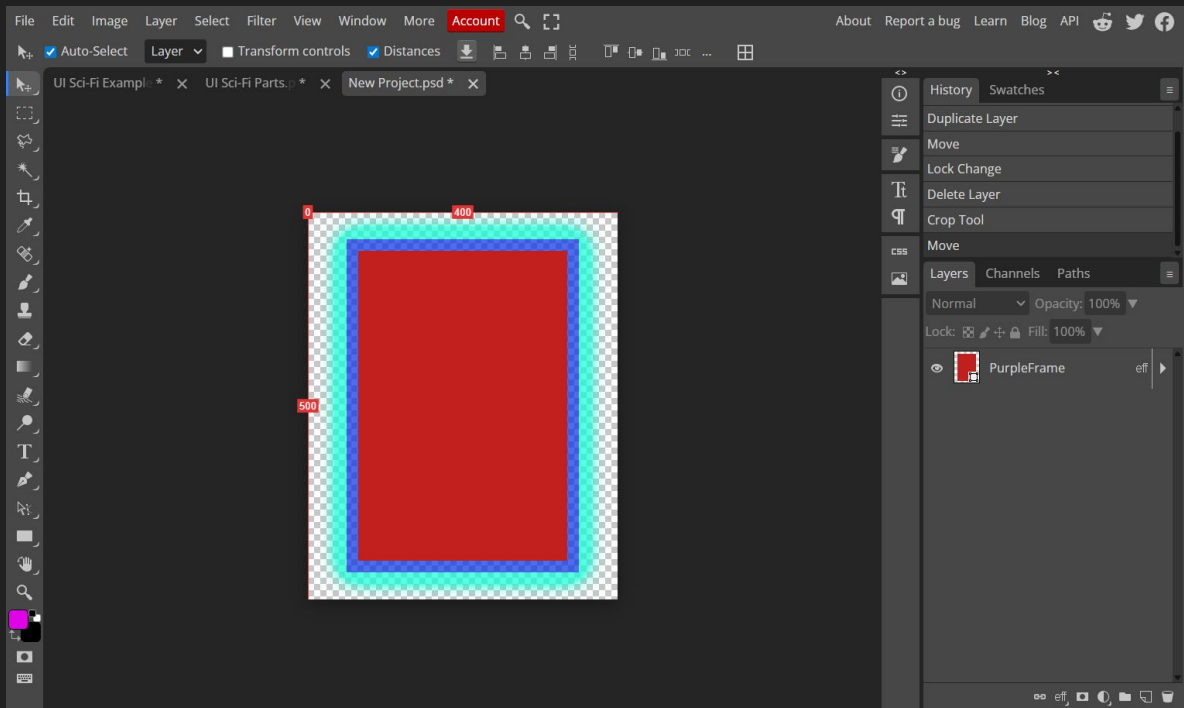 File Edit Image Layer Select Filter View Window More Account About Report a bug Learn Blog API
Auto-Select Layer Transform controls Distances ...
UI Sci-Fi Example * UI Sci-Fi Parts.p * New Project.psd *
<> ><
History Swatches
Duplicate Layer
Move
Lock Change
Delete Layer
Crop Tool
Move
CSS
Layers Channels Paths
Normal Opacity: 100%
Lock: Fill: 100%
PurpleFrame eff
0 400
500
eff